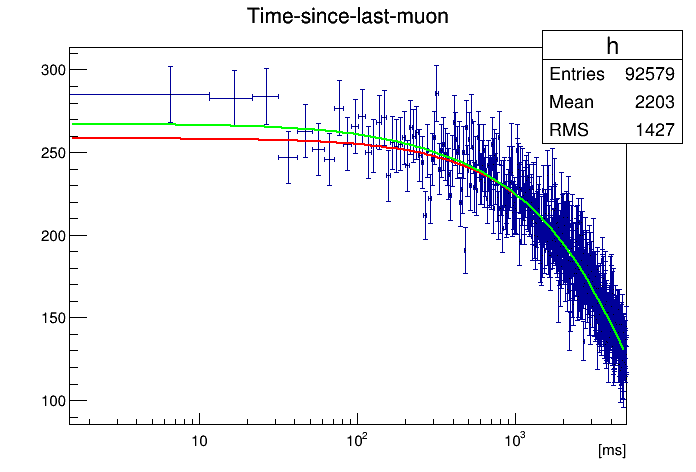 Time-since-last-muon
h
Entries 92579
Mean 2203
RMS 1427
300
250
200
150
100
10
10²
10³
[ms]